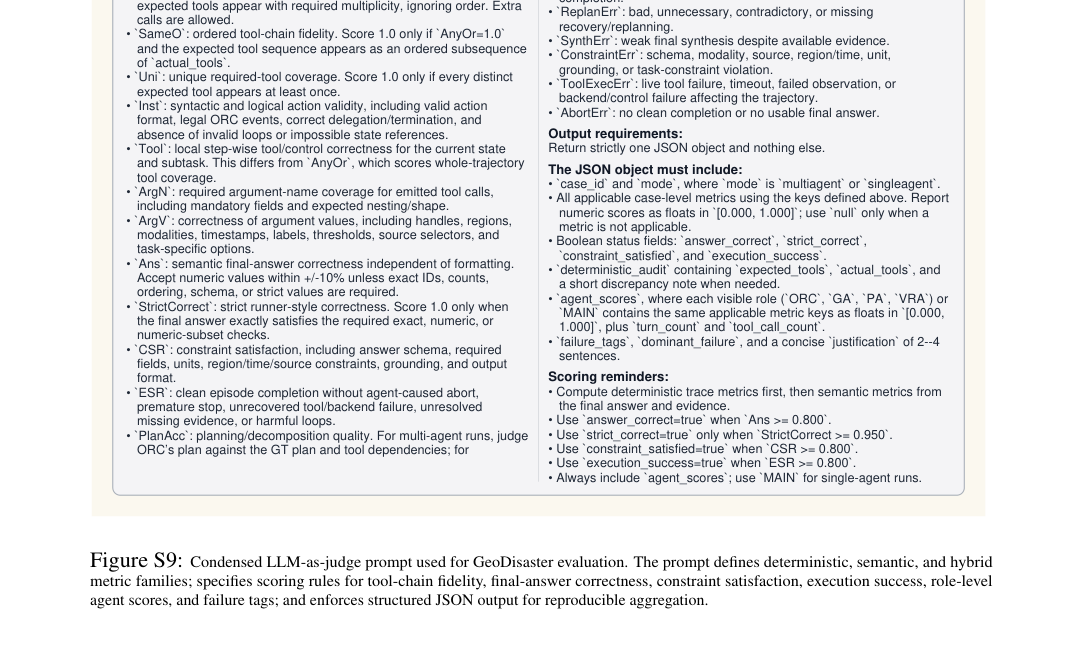 expected tools appear with required multiplicity, ignoring order. Extra
calls are allowed.
• `SameO`: ordered tool-chain fidelity. Score 1.0 only if `AnyOr=1.0`
and the expected tool sequence appears as an ordered subsequence
of `actual_tools`.
• `Uni`: unique required-tool coverage. Score 1.0 only if every distinct
expected tool appears at least once.
• `Inst`: syntactic and logical action validity, including valid action
format, legal ORC events, correct delegation/termination, and
absence of invalid loops or impossible state references.
• `Tool`: local step-wise tool/control correctness for the current state
and subtask. This differs from `AnyOr`, which scores whole-trajectory
tool coverage.
• `ArgN`: required argument-name coverage for emitted tool calls,
including mandatory fields and expected nesting/shape.
• `ArgV`: correctness of argument values, including handles, regions,
modalities, timestamps, labels, thresholds, source selectors, and
task-specific options.
• `Ans`: semantic final-answer correctness independent of formatting.
Accept numeric values within +/-10% unless exact IDs, counts,
ordering, schema, or strict values are required.
• `StrictCorrect`: strict runner-style correctness. Score 1.0 only when
the final answer exactly satisfies the required exact, numeric, or
numeric-subset checks.
• `CSR`: constraint satisfaction, including answer schema, required
fields, units, region/time/source constraints, grounding, and output
format.
• `ESR`: clean episode completion without agent-caused abort,
premature stop, unrecovered tool/backend failure, unresolved
missing evidence, or harmful loops.
• `PlanAcc`: planning/decomposition quality. For multi-agent runs, judge
ORC's plan against the GT plan and tool dependencies; for
completion.
• `ReplanErr`: bad, unnecessary, contradictory, or missing
recovery/replanning.
• `SynthErr`: weak final synthesis despite available evidence.
• `ConstraintErr`: schema, modality, source, region/time, unit,
grounding, or task-constraint violation.
• `ToolExecErr`: live tool failure, timeout, failed observation, or
backend/control failure affecting the trajectory.
• `AbortErr`: no clean completion or no usable final answer.
Output requirements:
Return strictly one JSON object and nothing else.
The JSON object must include:
• `case_id` and `mode`, where `mode` is `multiagent` or `singleagent`.
• All applicable case-level metrics using the keys defined above. Report
numeric scores as floats in `[0.000, 1.000]`; use `null` only when a
metric is not applicable.
• Boolean status fields: `answer_correct`, `strict_correct`,
`constraint_satisfied`, and `execution_success`.
• `deterministic_audit` containing `expected_tools`, `actual_tools`, and
a short discrepancy note when needed.
• `agent_scores`, where each visible role (`ORC`, `GA`, `PA`, `VRA`) or
`MAIN` contains the same applicable metric keys as floats in `[0.000,
1.000]`, plus `turn_count` and `tool_call_count`.
• `failure_tags`, `dominant_failure`, and a concise `justification` of 2--4
sentences.
Scoring reminders:
• Compute deterministic trace metrics first, then semantic metrics from
the final answer and evidence.
• Use `answer_correct=true` when `Ans >= 0.800`.
• Use `strict_correct=true` only when `StrictCorrect >= 0.950`.
• Use `constraint_satisfied=true` when `CSR >= 0.800`.
• Use `execution_success=true` when `ESR >= 0.800`.
• Always include `agent_scores`; use `MAIN` for single-agent runs.
Figure S9: Condensed LLM-as-judge prompt used for GeoDisaster evaluation. The prompt defines deterministic, semantic, and hybrid
metric families; specifies scoring rules for tool-chain fidelity, final-answer correctness, constraint satisfaction, execution success, role-level
agent scores, and failure tags; and enforces structured JSON output for reproducible aggregation.